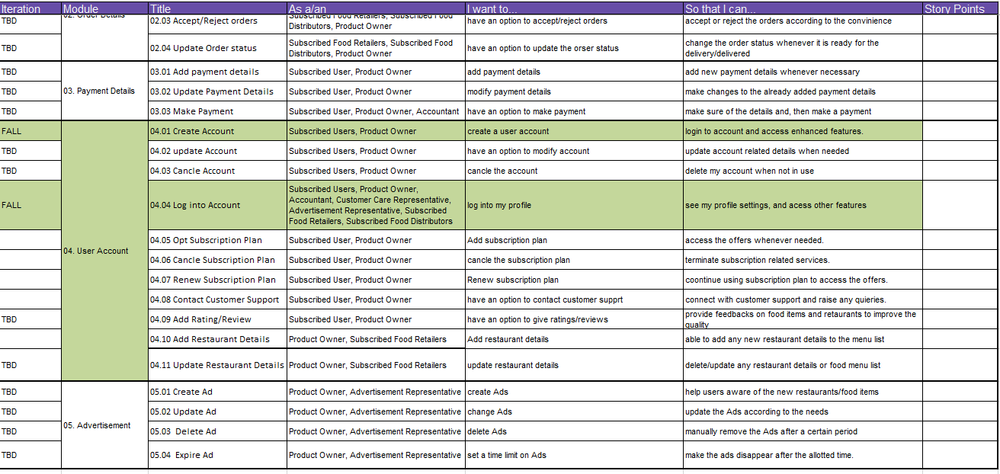 Iteration Module Title As a/an I want to... So that I can... Story Points
02. Order Details
TBD 02.03 Accept/Reject orders Subscribed Food Retailers, Subscribed Food Distributors, Product Owner have an option to accept/reject orders accept or reject the orders according to the convinience
TBD 02.04 Update Order status Subscribed Food Retailers, Subscribed Food Distributors, Product Owner have an option to update the orser status change the order status whenever it is ready for the delivery/delivered
TBD 03. Payment Details 03.01 Add payment details Subscribed User, Product Owner add payment details add new payment details whenever necessary
TBD 03.02 Update Payment Details Subscribed User, Product Owner modify payment details make changes to the already added payment details
TBD 03.03 Make Payment Subscribed User, Product Owner, Accountant have an option to make payment make sure of the details and, then make a payment
FALL 04. User Account 04.01 Create Account Subscribed Users, Product Owner create a user account login to account and access enhanced features.
TBD 04.02 update Account Subscribed Users, Product Owner have an option to modify account update account related details when needed
TBD 04.03 Cancle Account Subscribed Users, Product Owner cancle the account delete my account when not in use
FALL 04.04 Log into Account Subscribed Users, Product Owner, Accountant, Customer Care Representative, Advertisement Representative, Subscribed Food Retailers, Subscribed Food Distributors log into my profile see my profile settings, and acess other features
04.05 Opt Subscription Plan Subscribed User, Product Owner Add subscription plan access the offers whenever needed.
04.06 Cancle Subscription Plan Subscribed User, Product Owner cancle the subscription plan terminate subscription related services.
04.07 Renew Subscription Plan Subscribed User, Product Owner Renew subscription plan coontinue using subscription plan to access the offers.
04.08 Contact Customer Support Subscribed User, Product Owner have an option to contact customer supprt connect with customer support and raise any quieries.
TBD 04.09 Add Rating/Review Subscribed User, Product Owner have an option to give ratings/reviews provide feedbacks on food items and retaurants to improve the quality
04.10 Add Restaurant Details Product Owner, Subscribed Food Retailers Add restaurant details able to add any new restaurant details to the menu list
TBD 04.11 Update Restaurant Details Product Owner, Subscribed Food Retailers update restaurant details delete/update any restaurant details or food menu list
TBD 05. Advertisement 05.01 Create Ad Product Owner, Advertisement Representative create Ads help users aware of the new restaurants/food items
TBD 05.02 Update Ad Product Owner, Advertisement Representative change Ads update the Ads according to the needs
TBD 05.03 Delete Ad Product Owner, Advertisement Representative delete Ads manually remove the Ads after a certain period
TBD 05.04 Expire Ad Product Owner, Advertisement Representative set a time limit on Ads make the ads disappear after the allotted time.